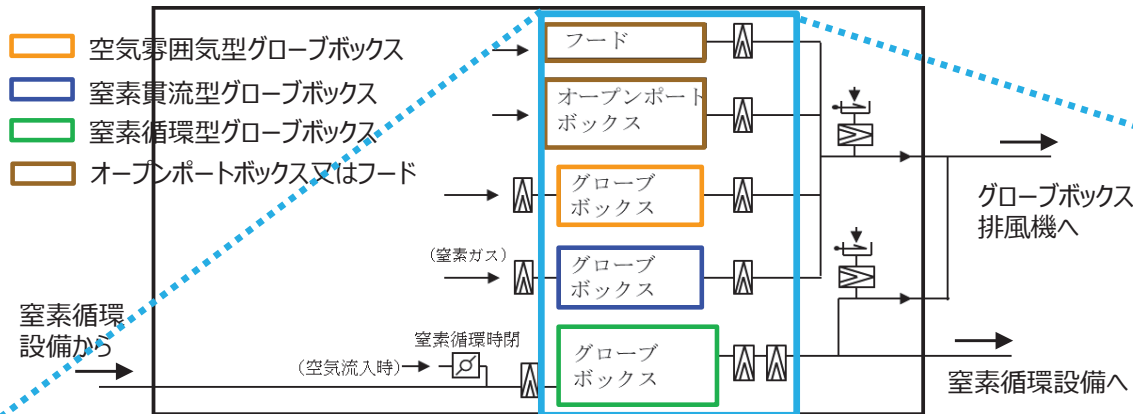 空気雰囲気型グローブボックス
窒素貫流型グローブボックス
窒素循環型グローブボックス
オープンポートボックス又はフード
フード
オープンポート
ボックス
グローブ
ボックス
(窒素ガス)
グローブ
ボックス
グローブボックス
排風機へ
窒素循環
設備から
窒素循環時閉
(空気流入時)
グローブ
ボックス
窒素循環設備へ